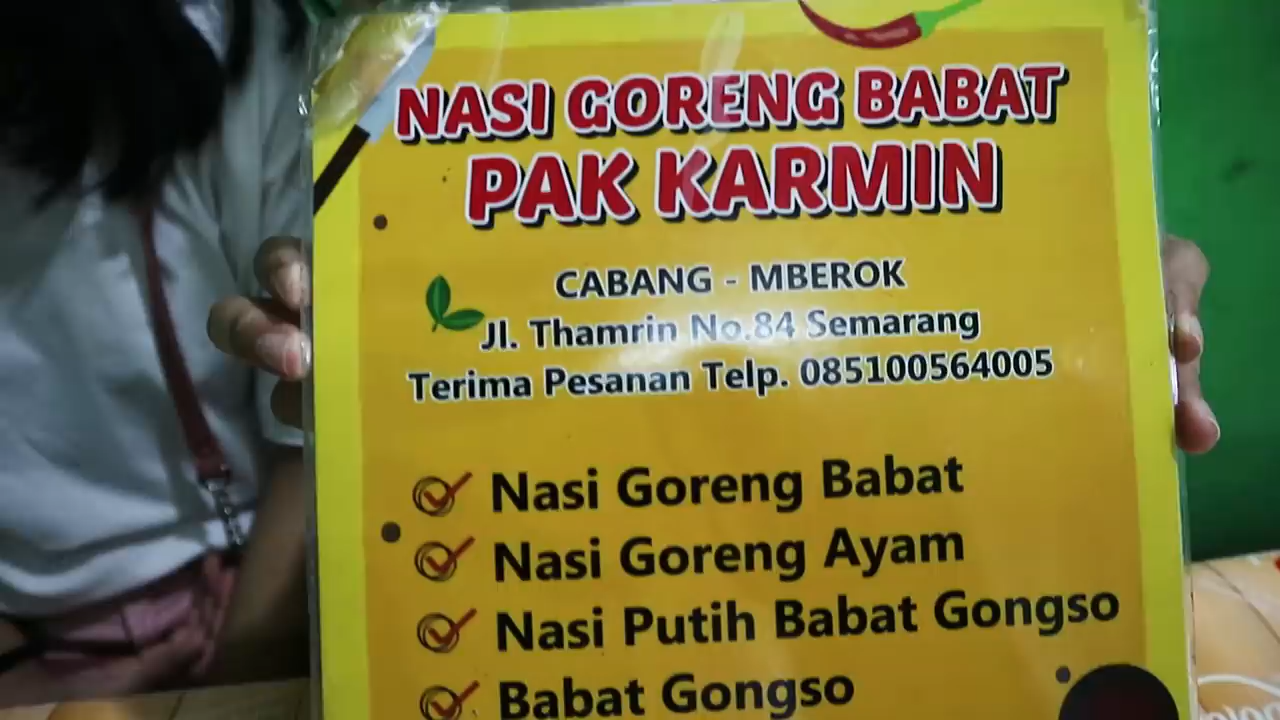 NASI GORENG BABAT
PAK KARMIN
CABANG - MBEROK
Jl. Thamrin No.84 Semarang
Terima Pesanan Telp. 085100564005
Nasi Goreng Babat
Nasi Goreng Ayam
Nasi Putih Babat Gongso
Babat Gongso